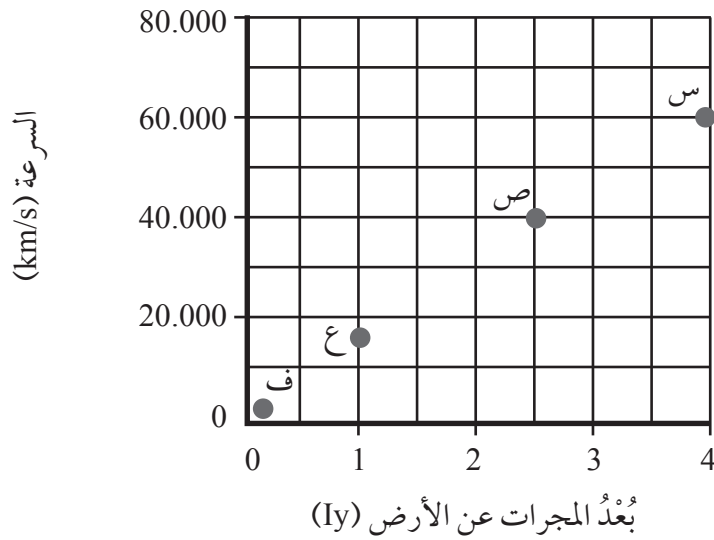 80.000
60.000
40.000
20.000
0
السرعة (km/s)
س
ص
ع
ف
0 1 2 3 4
بُعْدُ المجرات عن الأرض (Iy)